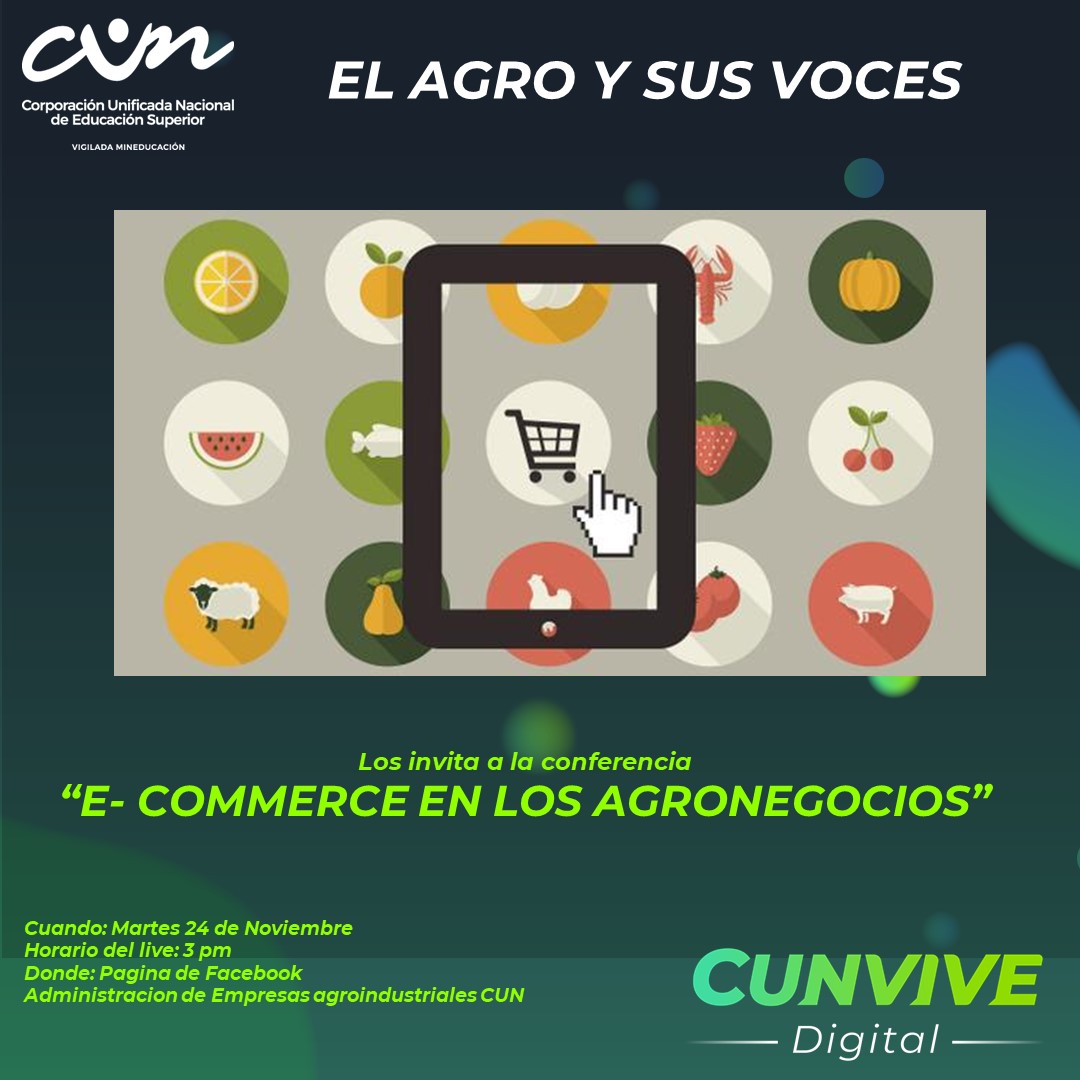 cun
Corporación Unificada Nacional
de Educación Superior
VIGILADA MINEDUCACIÓN
EL AGRO Y SUS VOCES
Los invita a la conferencia
“E- COMMERCE EN LOS AGRONEGOCIOS”
Cuando: Martes 24 de Noviembre
Horario del live: 3 pm
Donde: Pagina de Facebook
Administracion de Empresas agroindustriales CUN
CUNVIVE
Digital